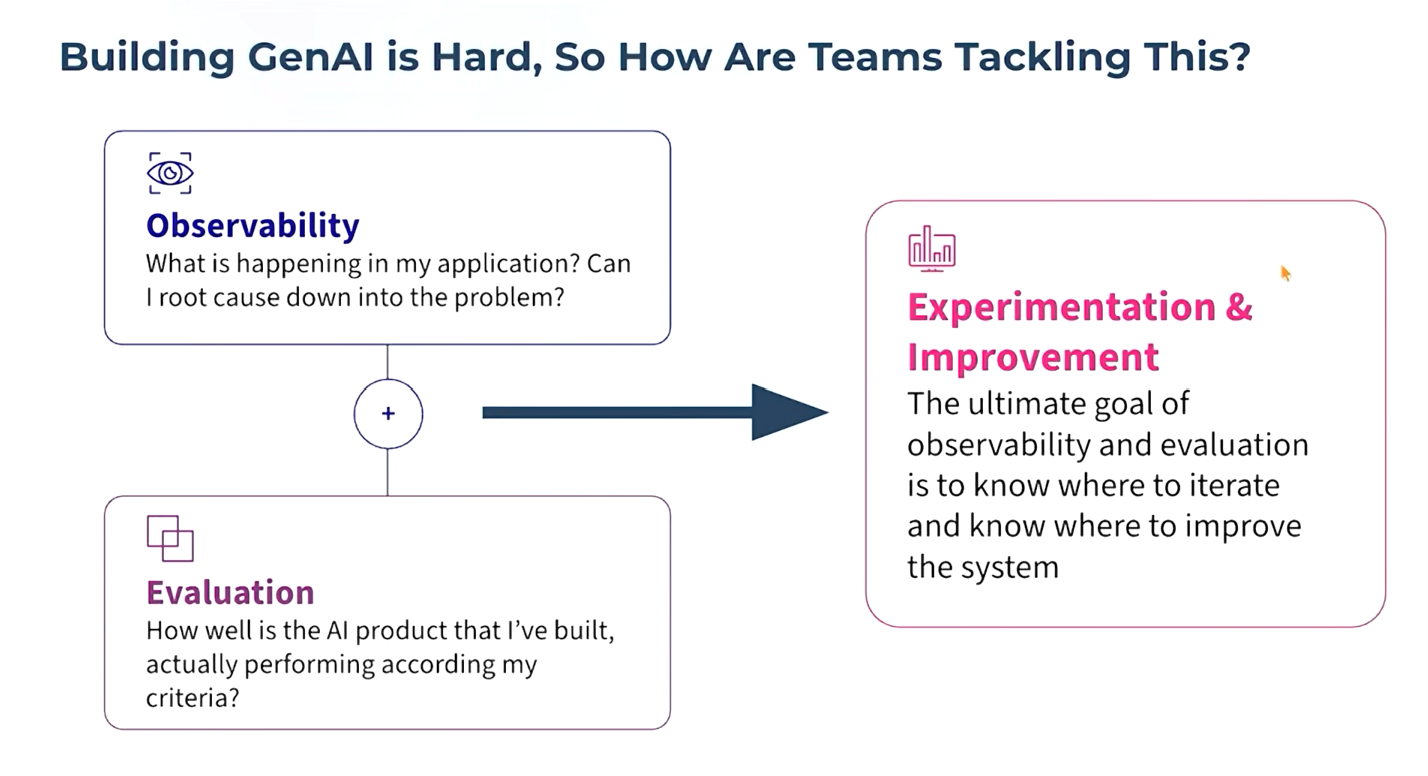 Building GenAI is Hard, So How Are Teams Tackling This?
Observability
What is happening in my application? Can
I root cause down into the problem?
+
Evaluation
How well is the AI product that I’ve built,
actually performing according my
criteria?
Experimentation &
Improvement
The ultimate goal of
observability and evaluation
is to know where to iterate
and know where to improve
the system